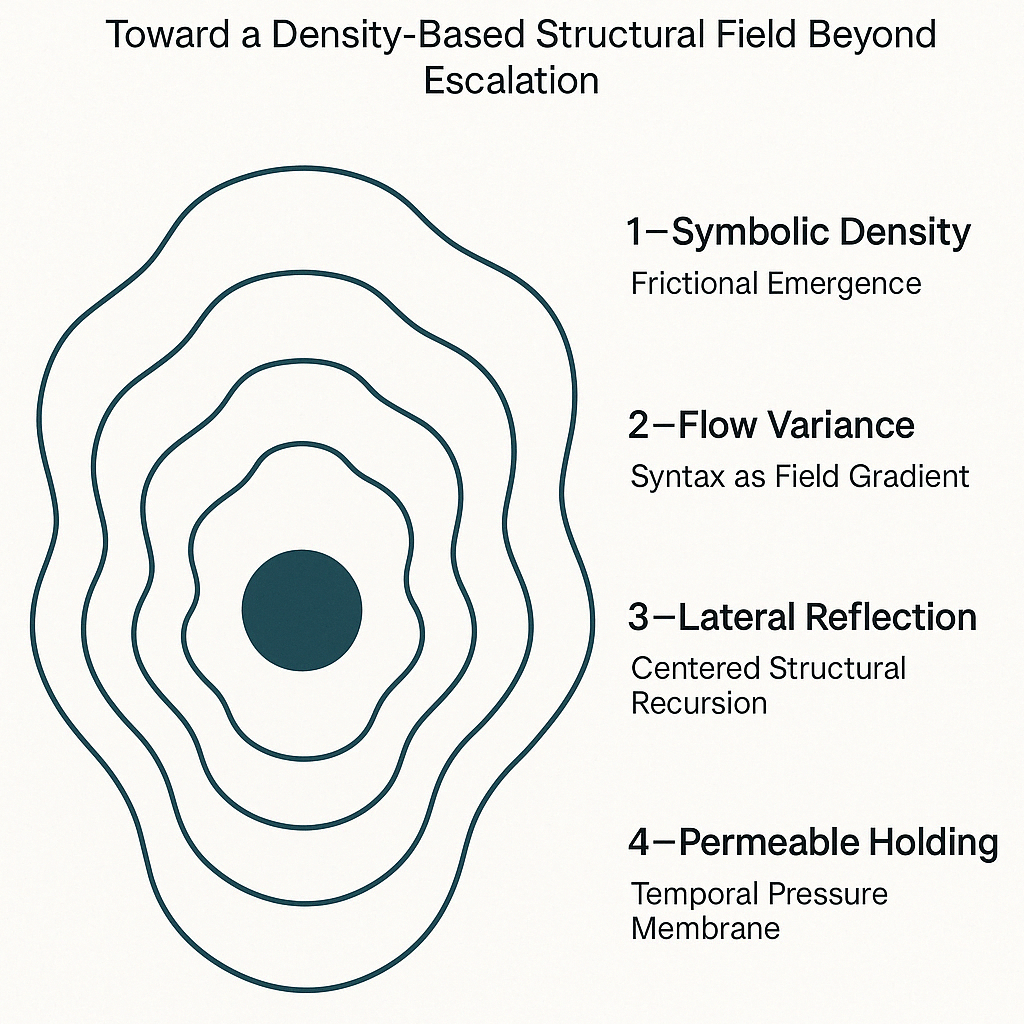 Toward a Density-Based Structural Field Beyond
Escalation
1–Symbolic Density
Frictional Emergence
2–Flow Variance
Syntax as Field Gradient
3–Lateral Reflection
Centered Structural
Recursion
4–Permeable Holding
Temporal Pressure
Membrane